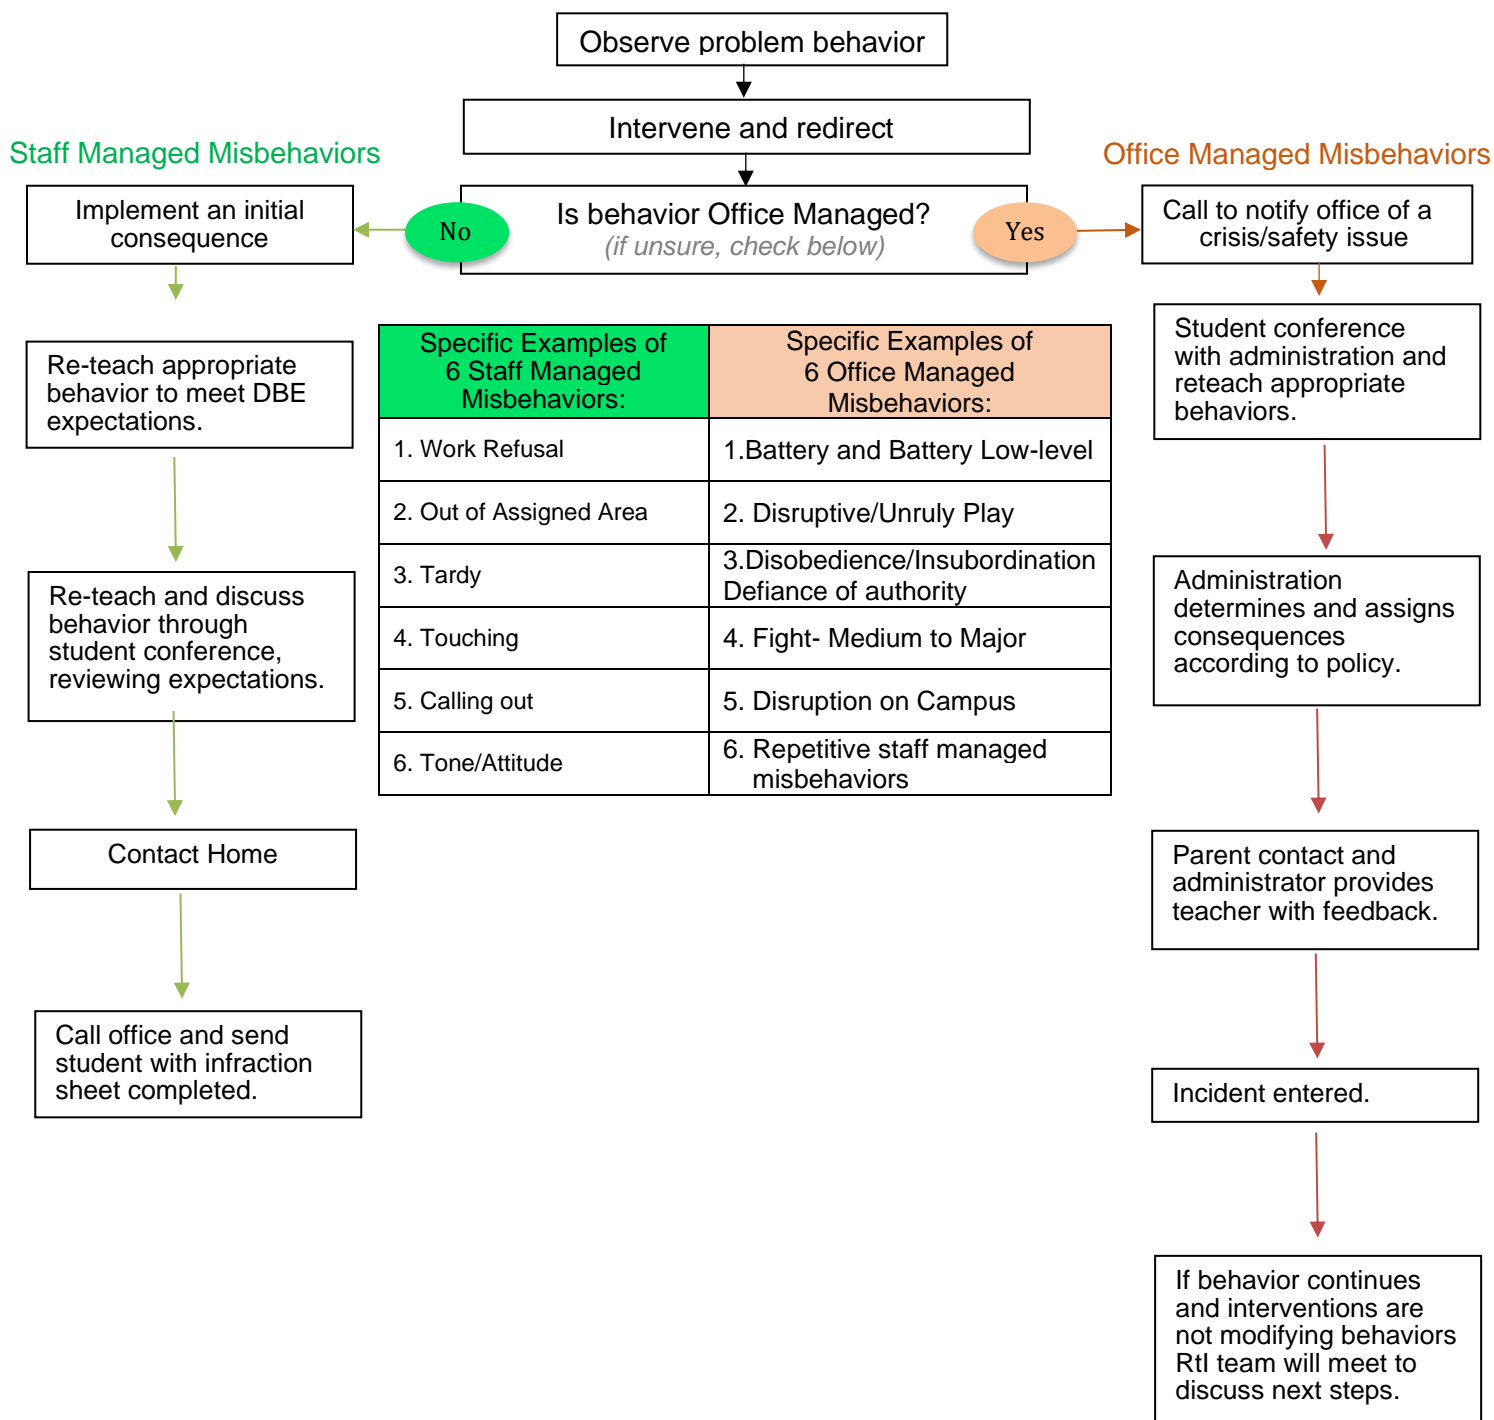 Observe problem behavior
Intervene and redirect
Staff Managed Misbehaviors
Office Managed Misbehaviors
Implement an initial
consequence
No
Is behavior Office Managed?
(if unsure, check below)
Yes
Call to notify office of a
crisis/safety issue
Re-teach appropriate
behavior to meet DBE
expectations.
Re-teach and discuss
behavior through
student conference,
reviewing expectations.
Contact Home
Call office and send
student with infraction
sheet completed.
Specific Examples of
6 Staff Managed
Misbehaviors:
Specific Examples of
6 Office Managed
Misbehaviors:
1. Work Refusal
1.Battery and Battery Low-level
2. Out of Assigned Area
2. Disruptive/Unruly Play
3. Tardy
3.Disobedience/Insubordination
Defiance of authority
4. Touching
4. Fight- Medium to Major
5. Calling out
5. Disruption on Campus
6. Tone/Attitude
6. Repetitive staff managed
misbehaviors
Student conference
with administration and
reteach appropriate
behaviors.
Administration
determines and assigns
consequences
according to policy.
Parent contact and
administrator provides
teacher with feedback.
Incident entered.
If behavior continues
and interventions are
not modifying behaviors
RtI team will meet to
discuss next steps.